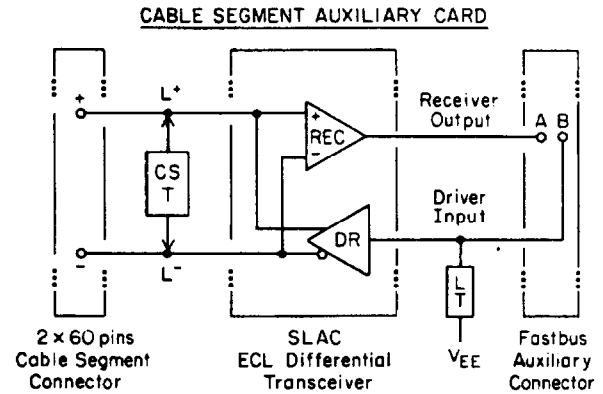 CABLE SEGMENT AUXILIARY CARD
L+
+
CS
T
-
L-
+
REC
-
DR
Receiver
Output
A B
Driver
Input
L
T
VEE
2 x 60 pins
Cable Segment
Connector
SLAC
ECL Differential
Transceiver
Fastbus
Auxiliary
Connector